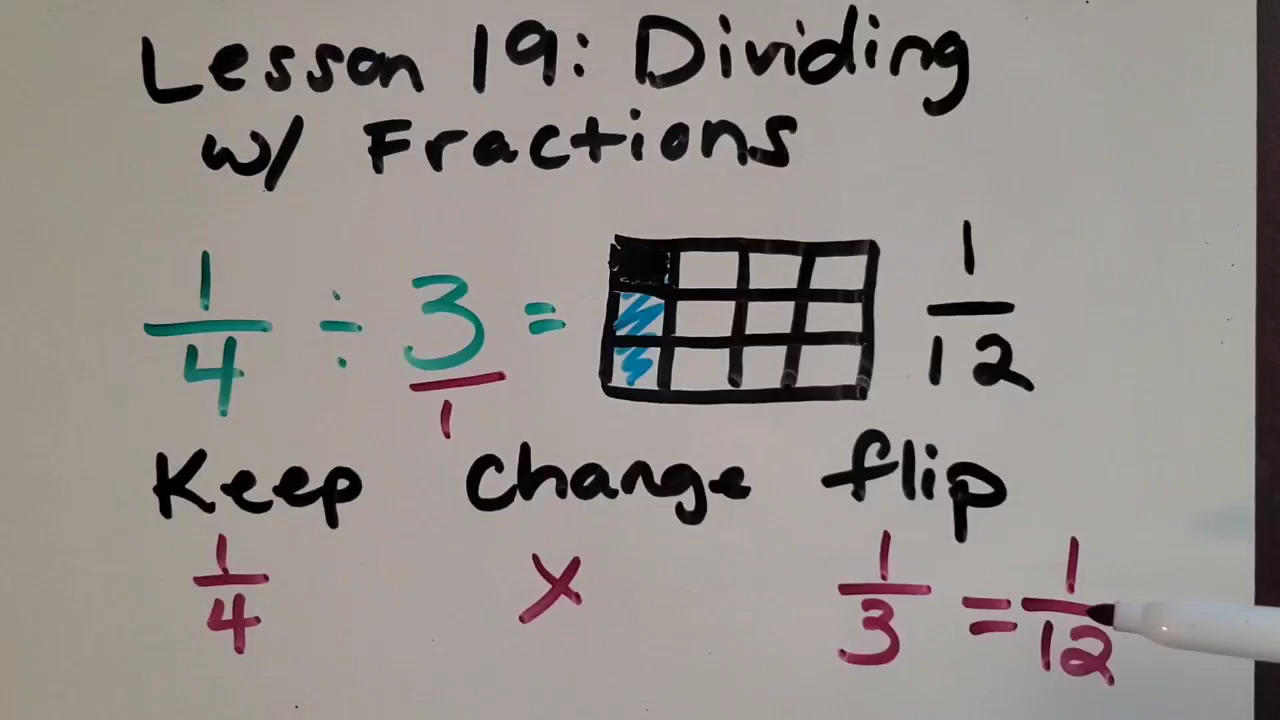 Lesson 19: Dividing
w/ Fractions
1/4 ÷ 3/1 = 1/12
Keep change flip
1/4 x 1/3 = 1/12